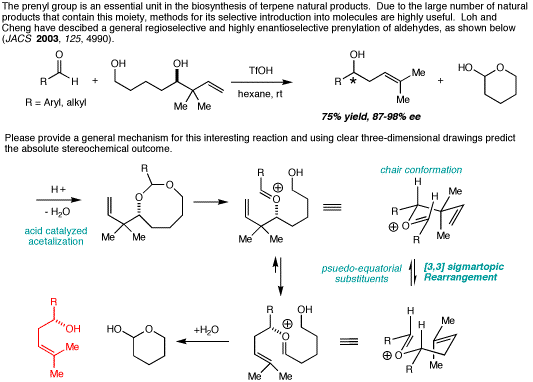 The prenyl group is an essential unit in the biosynthesis of terpene natural products. Due to the large number of natural
products that contain this moiety, methods for its selective introduction into molecules are highly useful. Loh and
Cheng have descibed a general regioselective and highly enantioselective prenylation of aldehydes, as shown below
(JACS 2003, 125, 4990).
O
R H
R = Aryl, alkyl
+
OH OH
Me Me
TfOH
hexane, rt
OH
R * Me
Me
75% yield, 87-98% ee
+
HO O
Please provide a general mechanism for this interesting reaction and using clear three-dimensional drawings predict
the absolute stereochemical outcome.
H +
- H2O
acid catalyzed
acetalization
R
O O
Me Me
R OH
O
⊕
Me Me
chair conformation
H
H Me
R
O
⊕
Me
psuedo-equatorial
substituents
[3,3] sigmartopic
Rearrangement
R
OH
Me
Me
HO O
+H2O
R
⊕ OH
O
Me Me
H H Me
⊕ O
R Me